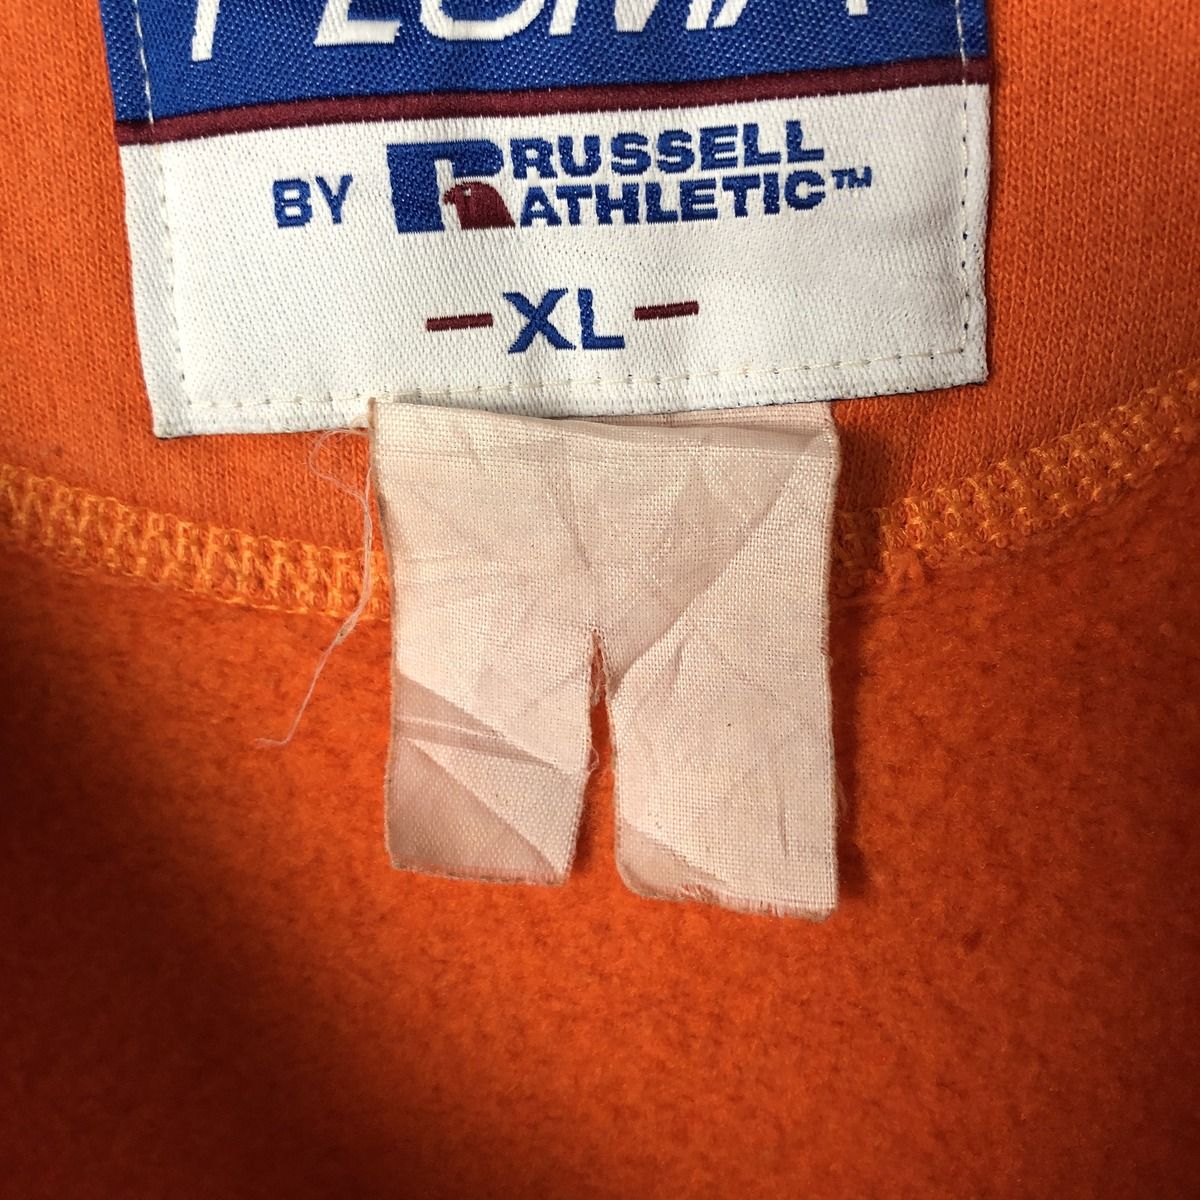 BY RUSSELL
ATHLETIC™
-XL-